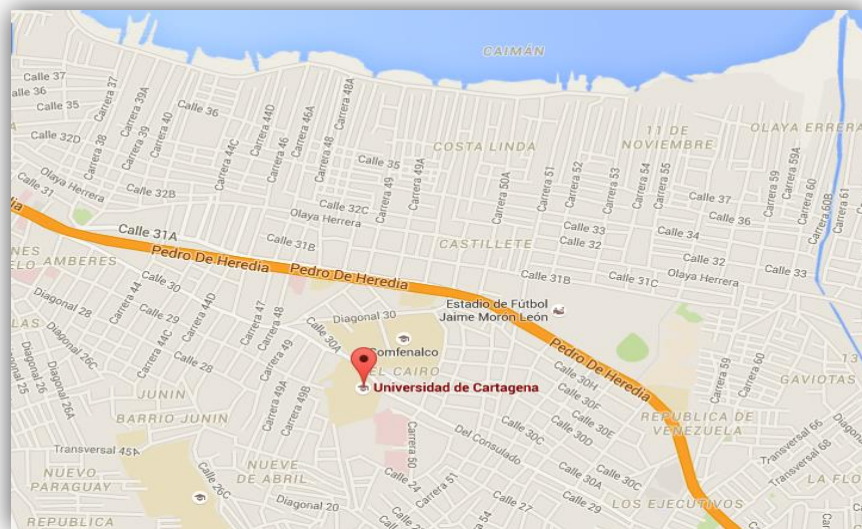 CAIMÁN
Calle 37
Calle 37
Calle 35
Carrera 37
Carrera 39A
Carrera 39
Carrera 40
Calle 36
Carrera 44D
Carrera 46A
Carrera 48A
Calle 32D
Carrera 38
Carrera 44C
Carrera 46
Carrera 48
Calle 35
COSTA LINDA
11 DE
NOVIEMBRE
OLAYA ERRERA
Carrera 49
Carrera 49A
Carrera 50A
Carrera 51
Carrera 52
Carrera 53
Carrera 54
Carrera 55
Carrera 59
Carrera 59A
Carrera 60
Carrera 60B
Carrera 61
Calle 31
Olaya Herrera
Calle 32B
Calle 32C
Olaya Herrera
Calle 37
Calle 36
Calle 33
Calle 34
Calle 32
Calle 32
Calle 33
Calle 31A
Calle 31B
CASTILLETE
Calle 31B
Calle 31C
Olaya Herrera
Pedro De Heredia
Pedro De Heredia
AMBERES
Calle 30
Carrera 44
Carrera 44D
Calle 29
Carrera 44C
Calle 28
Carrera 47
Carrera 48
Carrera 49
Diagonal 28
Diagonal 26C
Diagonal 26A
Diagonal 25
Diagonal 30
Calle 30A
Estadio de Fútbol
Jaime Morón León
Comfenalco
EL CAIRO
Universidad de Cartagena
Pedro De Heredia
Calle 30H
Calle 30F
Calle 30E
Calle 30D
Calle 30C
Carrera 59
Carrera 60
GAVIOTAS
REPUBLICA DE
VENEZUELA
JUNIN
BARRIO JUNIN
Carrera 49A
Carrera 49B
Transversal 45A
NUEVO
PARAGUAY
NUEVE
DE ABRIL
Calle 26C
Diagonal 20
Carrera 50
Calle 24
Carrera 51
Del Consulado
Calle 27
Calle 30A
Calle 30C
Calle 29
Transversal 66
Transversal 68
LOS EJECUTIVOS
REPUBLICA